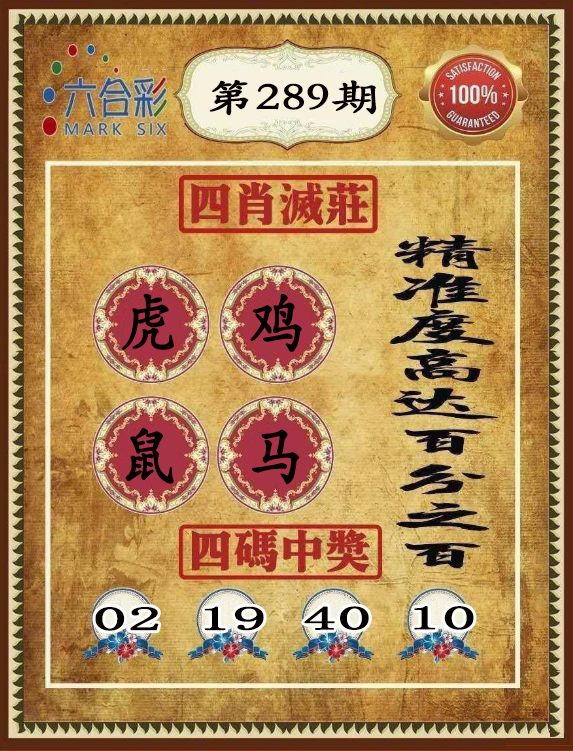 六合彩
MARK SIX
第289期
SATISFACTION
100%
GUARANTEED
四肖滅莊
虎 鸡
鼠 马
精准度高达百分之百
四碼中獎
02 19 40 10